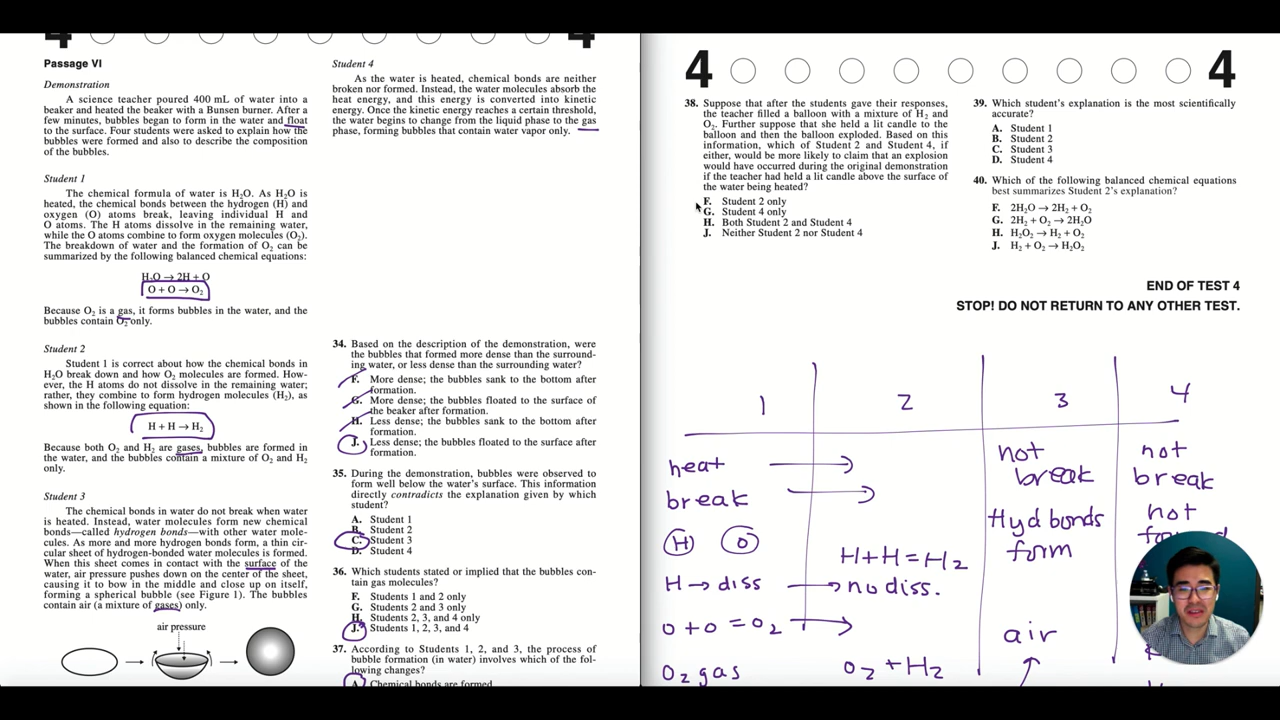 4
4
Passage VI
Demonstration
A science teacher poured 400 mL of water into a
beaker and heated the beaker with a Bunsen burner. After a
few minutes, bubbles began to form in the water and float
to the surface. Four students were asked to explain how the
bubbles were formed and also to describe the composition
of the bubbles.
Student 1
The chemical formula of water is H₂O. As H₂O is
heated, the chemical bonds between the hydrogen (H) and
oxygen (O) atoms break, leaving individual H and
O atoms. The H atoms dissolve in the remaining water,
while the O atoms combine to form oxygen molecules (O₂).
The breakdown of water and the formation of O₂ can be
summarized by the following balanced chemical equations:
H₂O → 2H + O
O + O → O₂
Because O₂ is a gas, it forms bubbles in the water, and the
bubbles contain O₂ only.
Student 2
Student 1 is correct about how the chemical bonds in
H₂O break down and how O₂ molecules are formed. How-
ever, the H atoms do not dissolve in the remaining water;
rather, they combine to form hydrogen molecules (H₂), as
shown in the following equation:
H + H → H₂
Because both O₂ and H₂ are gases, bubbles are formed in
the water, and the bubbles contain a mixture of O₂ and H₂
only.
Student 3
The chemical bonds in water do not break when water
is heated. Instead, water molecules form new chemical
bonds—called hydrogen bonds—with other water mole-
cules. As more and more hydrogen bonds form, a thin cir-
cular sheet of hydrogen-bonded water molecules is formed.
When this sheet comes in contact with the surface of the
water, air pressure pushes down on the center of the sheet,
causing it to bow in the middle and close up on itself,
forming a spherical bubble (see Figure 1). The bubbles
contain air (a mixture of gases) only.
air pressure
Student 4
As the water is heated, chemical bonds are neither
broken nor formed. Instead, the water molecules absorb the
heat energy, and this energy is converted into kinetic
energy. Once the kinetic energy reaches a certain threshold,
the water begins to change from the liquid phase to the gas
phase, forming bubbles that contain water vapor only.
34. Based on the description of the demonstration, were
the bubbles that formed more dense than the surround-
ing water, or less dense than the surrounding water?
F. More dense; the bubbles sank to the bottom after
formation.
G. More dense; the bubbles floated to the surface of
the beaker after formation.
H. Less dense; the bubbles sank to the bottom after
formation.
J. Less dense; the bubbles floated to the surface after
formation.
35. During the demonstration, bubbles were observed to
form well below the water's surface. This information
directly contradicts the explanation given by which
student?
A. Student 1
B. Student 2
C. Student 3
D. Student 4
36. Which students stated or implied that the bubbles con-
tain gas molecules?
F. Students 1 and 2 only
G. Students 2 and 3 only
H. Students 2, 3, and 4 only
J. Students 1, 2, 3, and 4
37. According to Students 1, 2, and 3, the process of
bubble formation (in water) involves which of the fol-
lowing changes?
A. Chemical bonds are formed
4
4
38. Suppose that after the students gave their responses,
the teacher filled a balloon with a mixture of H₂ and
O₂. Further suppose that she held a lit candle to the
balloon and then the balloon exploded. Based on this
information, which of Student 2 and Student 4, if
either, would be more likely to claim that an explosion
would have occurred during the original demonstration
if the teacher had held a lit candle above the surface of
the water being heated?
F. Student 2 only
G. Student 4 only
H. Both Student 2 and Student 4
J. Neither Student 2 nor Student 4
39. Which student's explanation is the most scientifically
accurate?
A. Student 1
B. Student 2
C. Student 3
D. Student 4
40. Which of the following balanced chemical equations
best summarizes Student 2's explanation?
F. 2H₂O → 2H₂ + O₂
G. 2H₂ + O₂ → 2H₂O
H. H₂O₂ → H₂ + O₂
J. H₂ + O₂ → H₂O₂
END OF TEST 4
STOP! DO NOT RETURN TO ANY OTHER TEST.
1 2 3 4
heat
break
H O
H → diss
O + O = O₂
O₂ gas
H + H = H₂
no diss.
O₂ + H₂
not
break
Hyd bonds
form
air
not
break
not